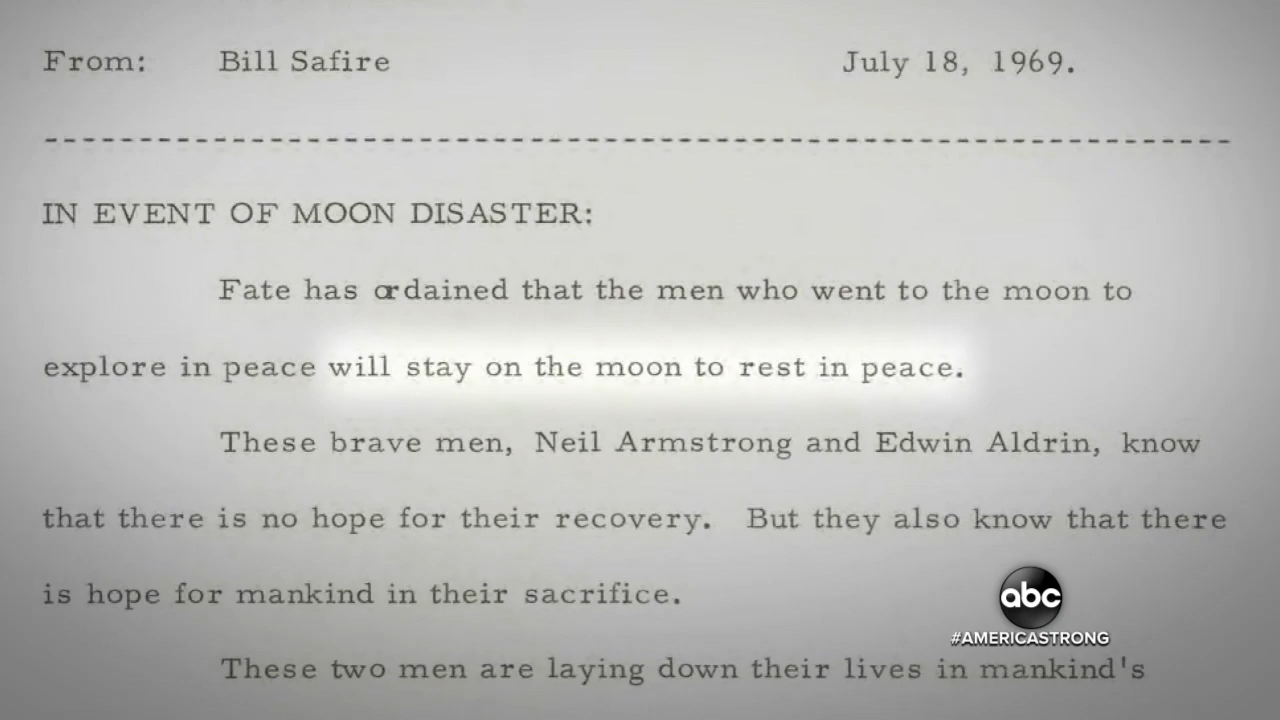 From: Bill Safire July 18, 1969.
IN EVENT OF MOON DISASTER:
Fate has ordained that the men who went to the moon to
explore in peace will stay on the moon to rest in peace.
These brave men, Neil Armstrong and Edwin Aldrin, know
that there is no hope for their recovery. But they also know that there
is hope for mankind in their sacrifice.
abc
#AMERICASTRONG
These two men are laying down their lives in mankind's